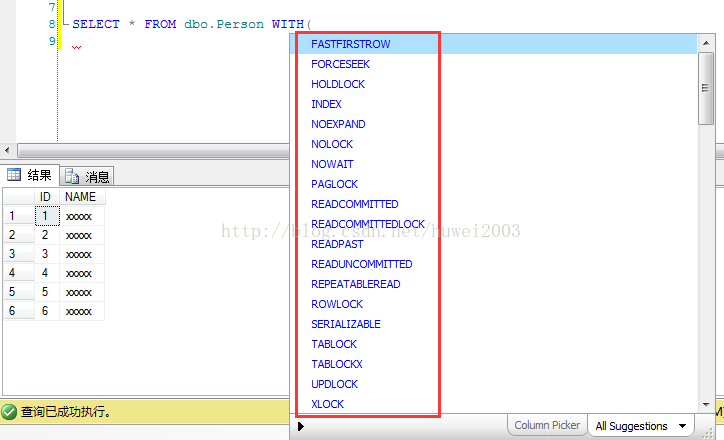 7
8 SELECT * FROM dbo.Person WITH(
9
FASTFIRSTROW
FORCESEEK
HOLDLOCK
INDEX
NOEXPAND
NOLOCK
NOWAIT
PAGLOCK
READCOMMITTED
READCOMMITTEDLOCK
READPAST
READUNCOMMITTED
REPEATABLEREAD
ROWLOCK
SERIALIZABLE
TABLOCK
TABLOCKX
UPDLOCK
XLOCK
Column Picker All Suggestions
结果 消息
ID NAME
1 1 xxxxx
2 2 xxxxx
3 3 xxxxx
4 4 xxxxx
5 5 xxxxx
6 6 xxxxx
http://blog.csdn.net/huwei2003
查询已成功执行。